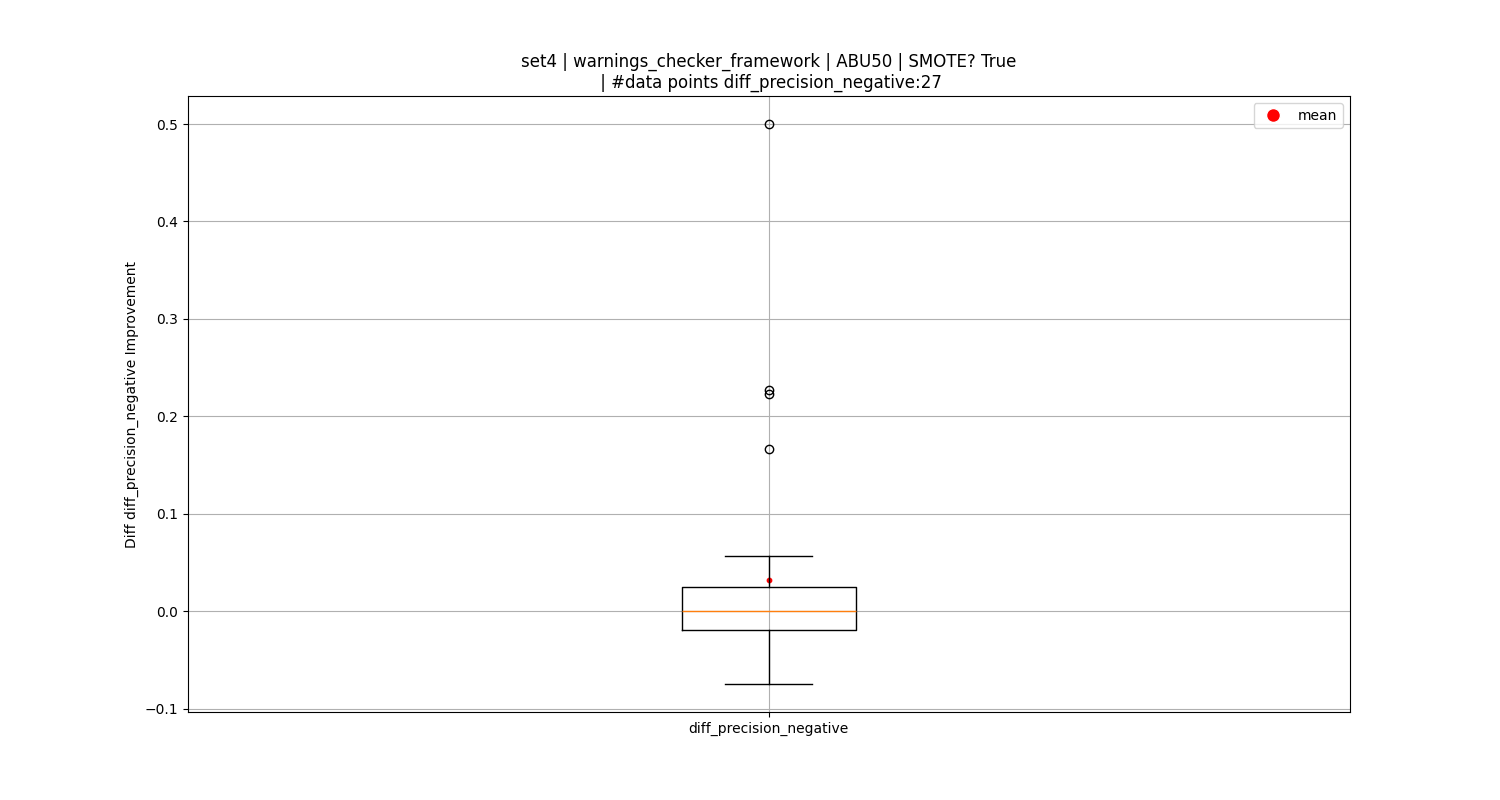 set4 | warnings_checker_framework | ABU50 | SMOTE? True
| #data points diff_precision_negative:27
mean
0.5
0.4
0.3
0.2
0.1
0.0
−0.1
Diff diff_precision_negative Improvement
diff_precision_negative